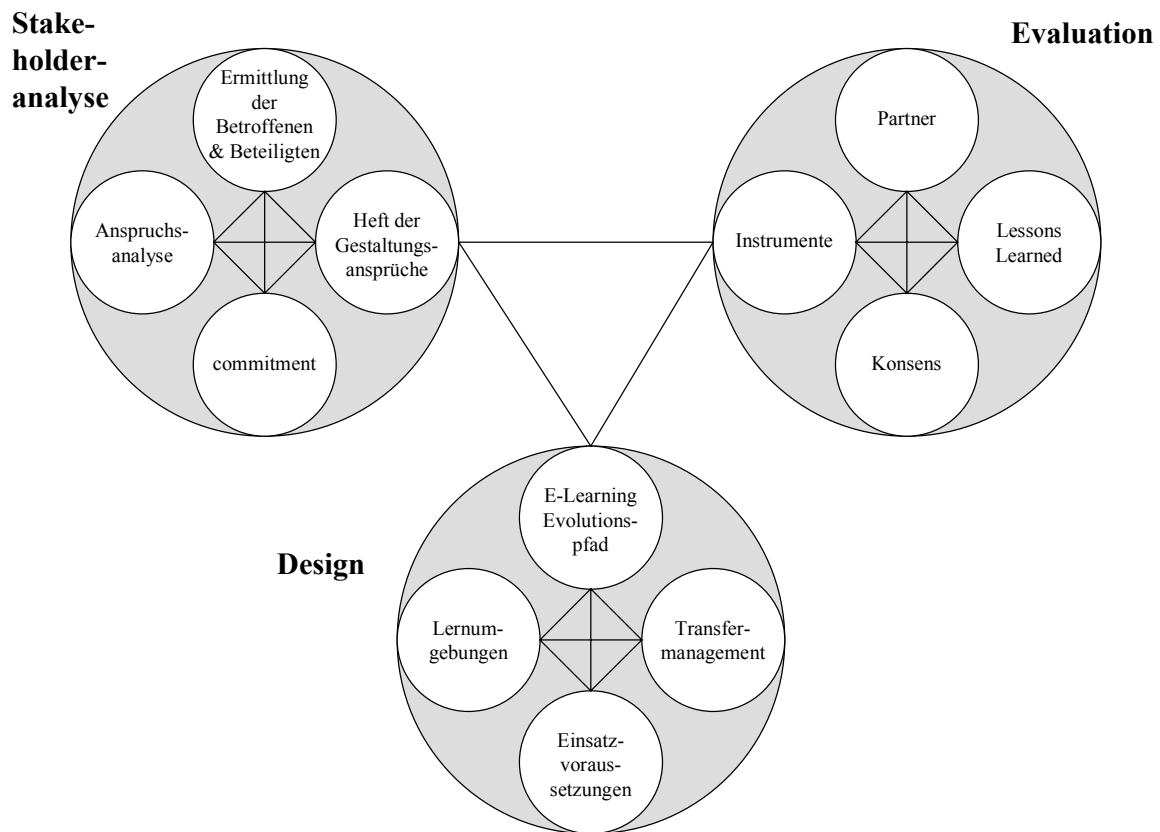 Stake-
holder-
analyse
Ermittlung
der
Betroffenen
& Beteiligten
Anspruchs-
analyse
Heft der
Gestaltungs-
ansprüche
commitment
Evaluation
Partner
Instrumente
Lessons
Learned
Konsens
Design
E-Learning
Evolutions-
pfad
Lernum-
gebungen
Transfer-
management
Einsatz-
voraus-
setzungen